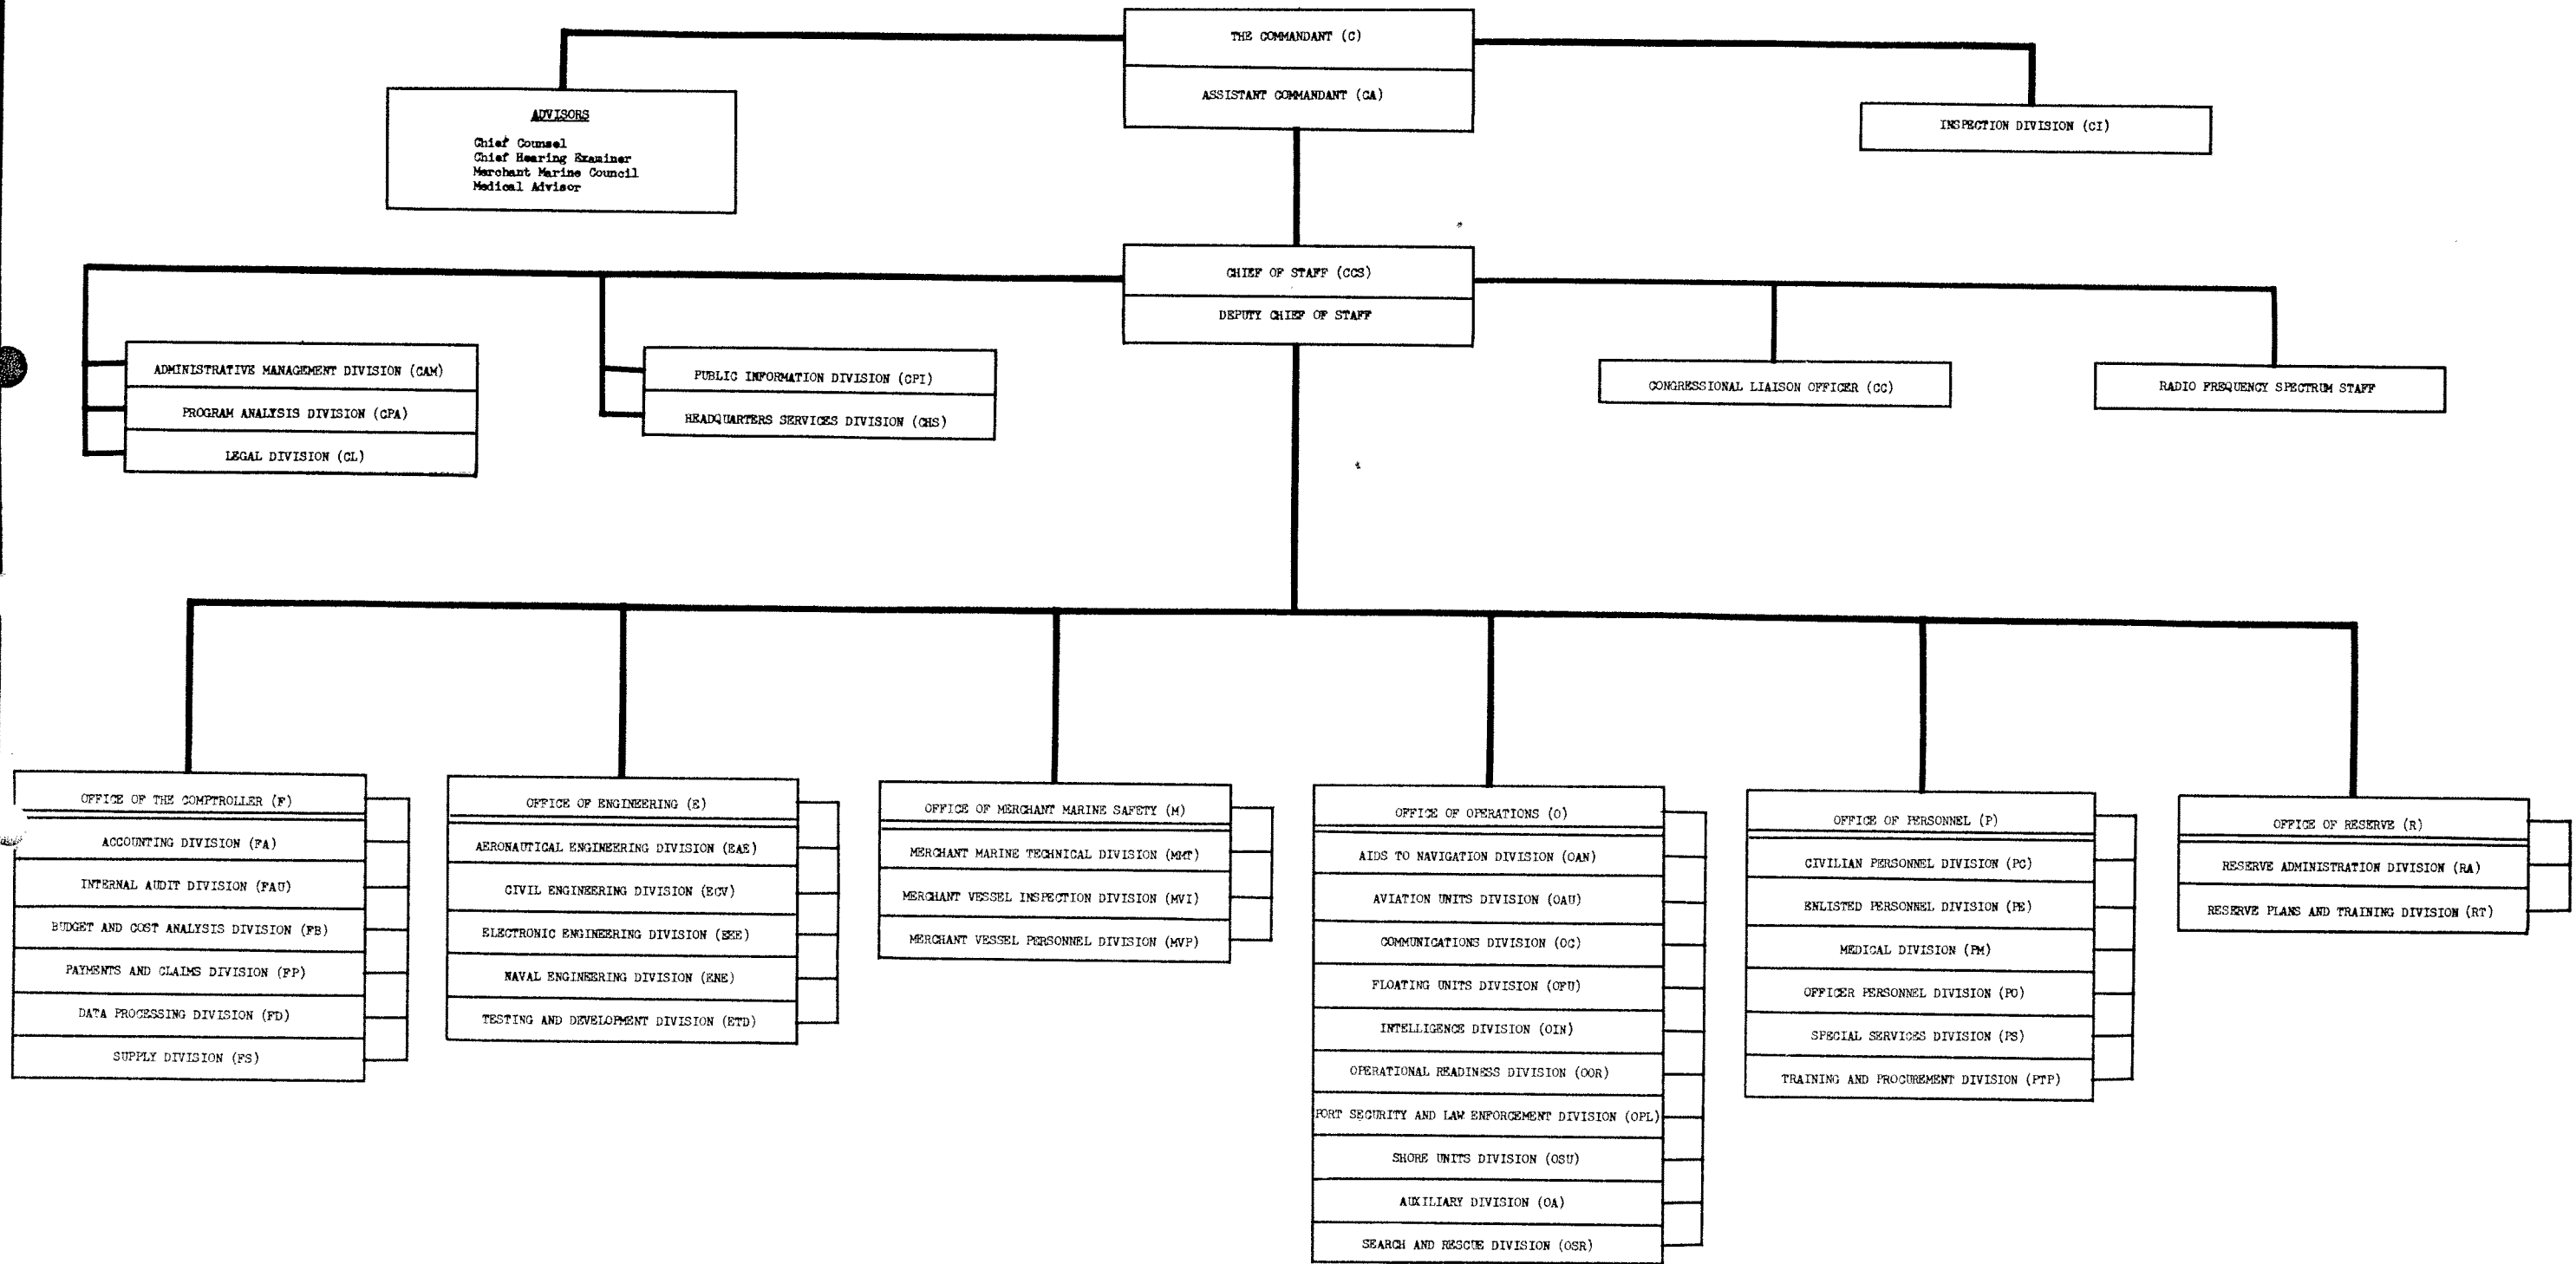 THE COMMANDANT (C)
ASSISTANT COMMANDANT (CA)
ADVISORS
Chief Counsel
Chief Hearing Examiner
Merchant Marine Council
Medical Advisor
INSPECTION DIVISION (CI)
CHIEF OF STAFF (CCS)
DEPUTY CHIEF OF STAFF
ADMINISTRATIVE MANAGEMENT DIVISION (CAM)
PROGRAM ANALYSIS DIVISION (CPA)
LEGAL DIVISION (CL)
PUBLIC INFORMATION DIVISION (CPI)
HEADQUARTERS SERVICES DIVISION (CHS)
CONGRESSIONAL LIAISON OFFICER (CC)
RADIO FREQUENCY SPECTRUM STAFF
OFFICE OF THE COMPTROLLER (F)
ACCOUNTING DIVISION (FA)
INTERNAL AUDIT DIVISION (FAU)
BUDGET AND COST ANALYSIS DIVISION (FB)
PAYMENTS AND CLAIMS DIVISION (FP)
DATA PROCESSING DIVISION (FD)
SUPPLY DIVISION (FS)
OFFICE OF ENGINEERING (E)
AERONAUTICAL ENGINEERING DIVISION (EAE)
CIVIL ENGINEERING DIVISION (ECV)
ELECTRONIC ENGINEERING DIVISION (EEE)
NAVAL ENGINEERING DIVISION (ENE)
TESTING AND DEVELOPMENT DIVISION (ETD)
OFFICE OF MERCHANT MARINE SAFETY (M)
MERCHANT MARINE TECHNICAL DIVISION (MMT)
MERCHANT VESSEL INSPECTION DIVISION (MVI)
MERCHANT VESSEL PERSONNEL DIVISION (MVP)
OFFICE OF OPERATIONS (O)
AIDS TO NAVIGATION DIVISION (OAN)
AVIATION UNITS DIVISION (OAU)
COMMUNICATIONS DIVISION (OC)
FLOATING UNITS DIVISION (OFU)
INTELLIGENCE DIVISION (OIN)
OPERATIONAL READINESS DIVISION (OOR)
PORT SECURITY AND LAW ENFORCEMENT DIVISION (OPL)
SHORE UNITS DIVISION (OSU)
AUXILIARY DIVISION (OA)
SEARCH AND RESCUE DIVISION (OSR)
OFFICE OF PERSONNEL (P)
CIVILIAN PERSONNEL DIVISION (PC)
ENLISTED PERSONNEL DIVISION (PE)
MEDICAL DIVISION (PM)
OFFICER PERSONNEL DIVISION (PO)
SPECIAL SERVICES DIVISION (PS)
TRAINING AND PROCUREMENT DIVISION (PTP)
OFFICE OF RESERVE (R)
RESERVE ADMINISTRATION DIVISION (RA)
RESERVE PLANS AND TRAINING DIVISION (RT)